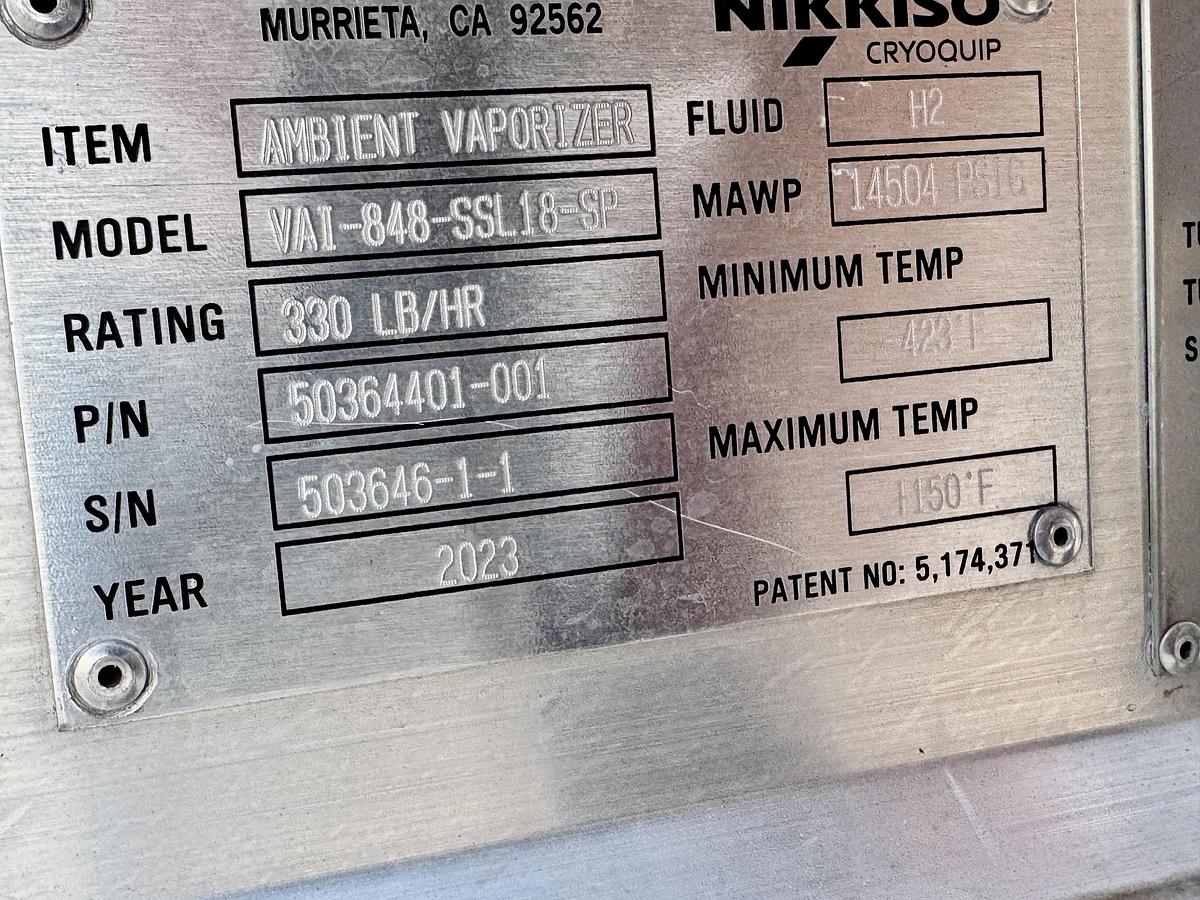 MURRIETA, CA 92562
NIKKISO
CRYOQUIP
ITEM AMBIENT VAPORIZER
MODEL VAI-848-SSL18-SP
RATING 330 LB/HR
P/N 50364401-001
S/N 503646-1-1
YEAR 2023
FLUID H2
MAWP 14504 PSIG
MINIMUM TEMP
-423°F
MAXIMUM TEMP
+150°F
PATENT NO: 5,174,371